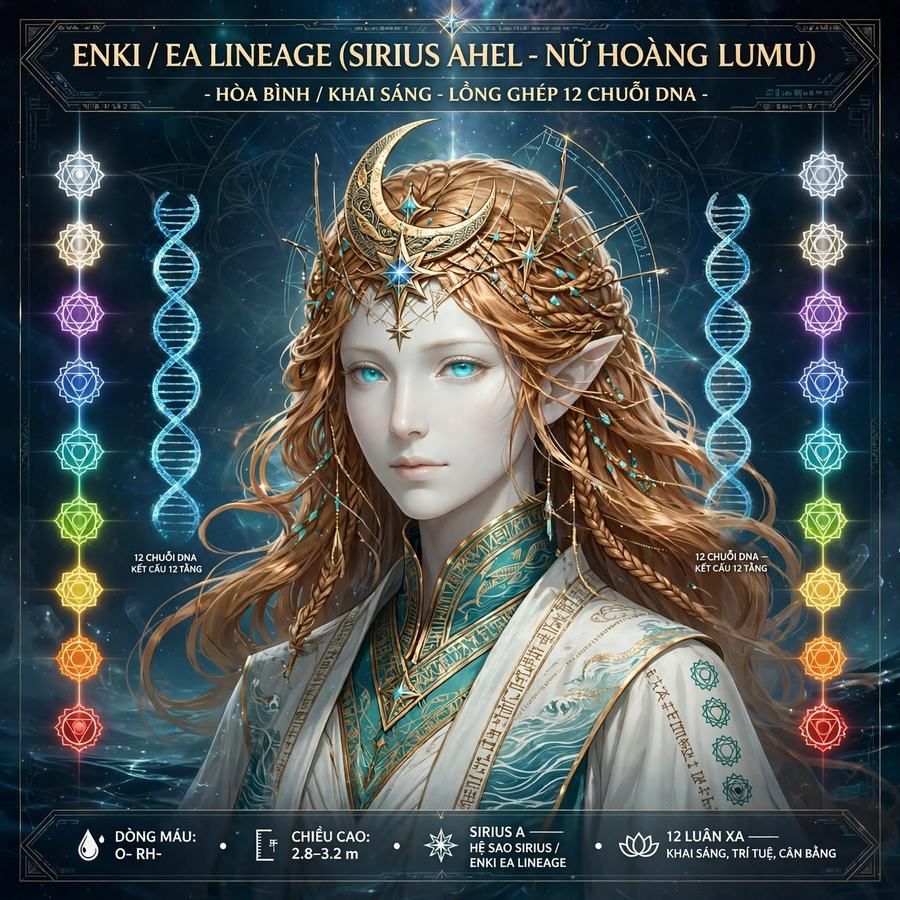 ENKI / EA LINEAGE (SIRIUS AHEL - NỮ HOÀNG LUMU)
- HÒA BÌNH / KHAI SÁNG - LỒNG GHÉP 12 CHUỖI DNA -
12 CHUỖI DNA
KẾT CẤU 12 TẦNG
12 CHUỖI DNA –
KẾT CẤU 12 TẦNG
DÒNG MÁU:
O- RH-
CHIỀU CAO:
2.8–3.2 m
SIRIUS A ——
HỆ SAO SIRIUS /
ENKI EA LINEAGE
12 LUÂN XA ——
KHAI SÁNG, TRÍ TUỆ, CÂN BẰNG